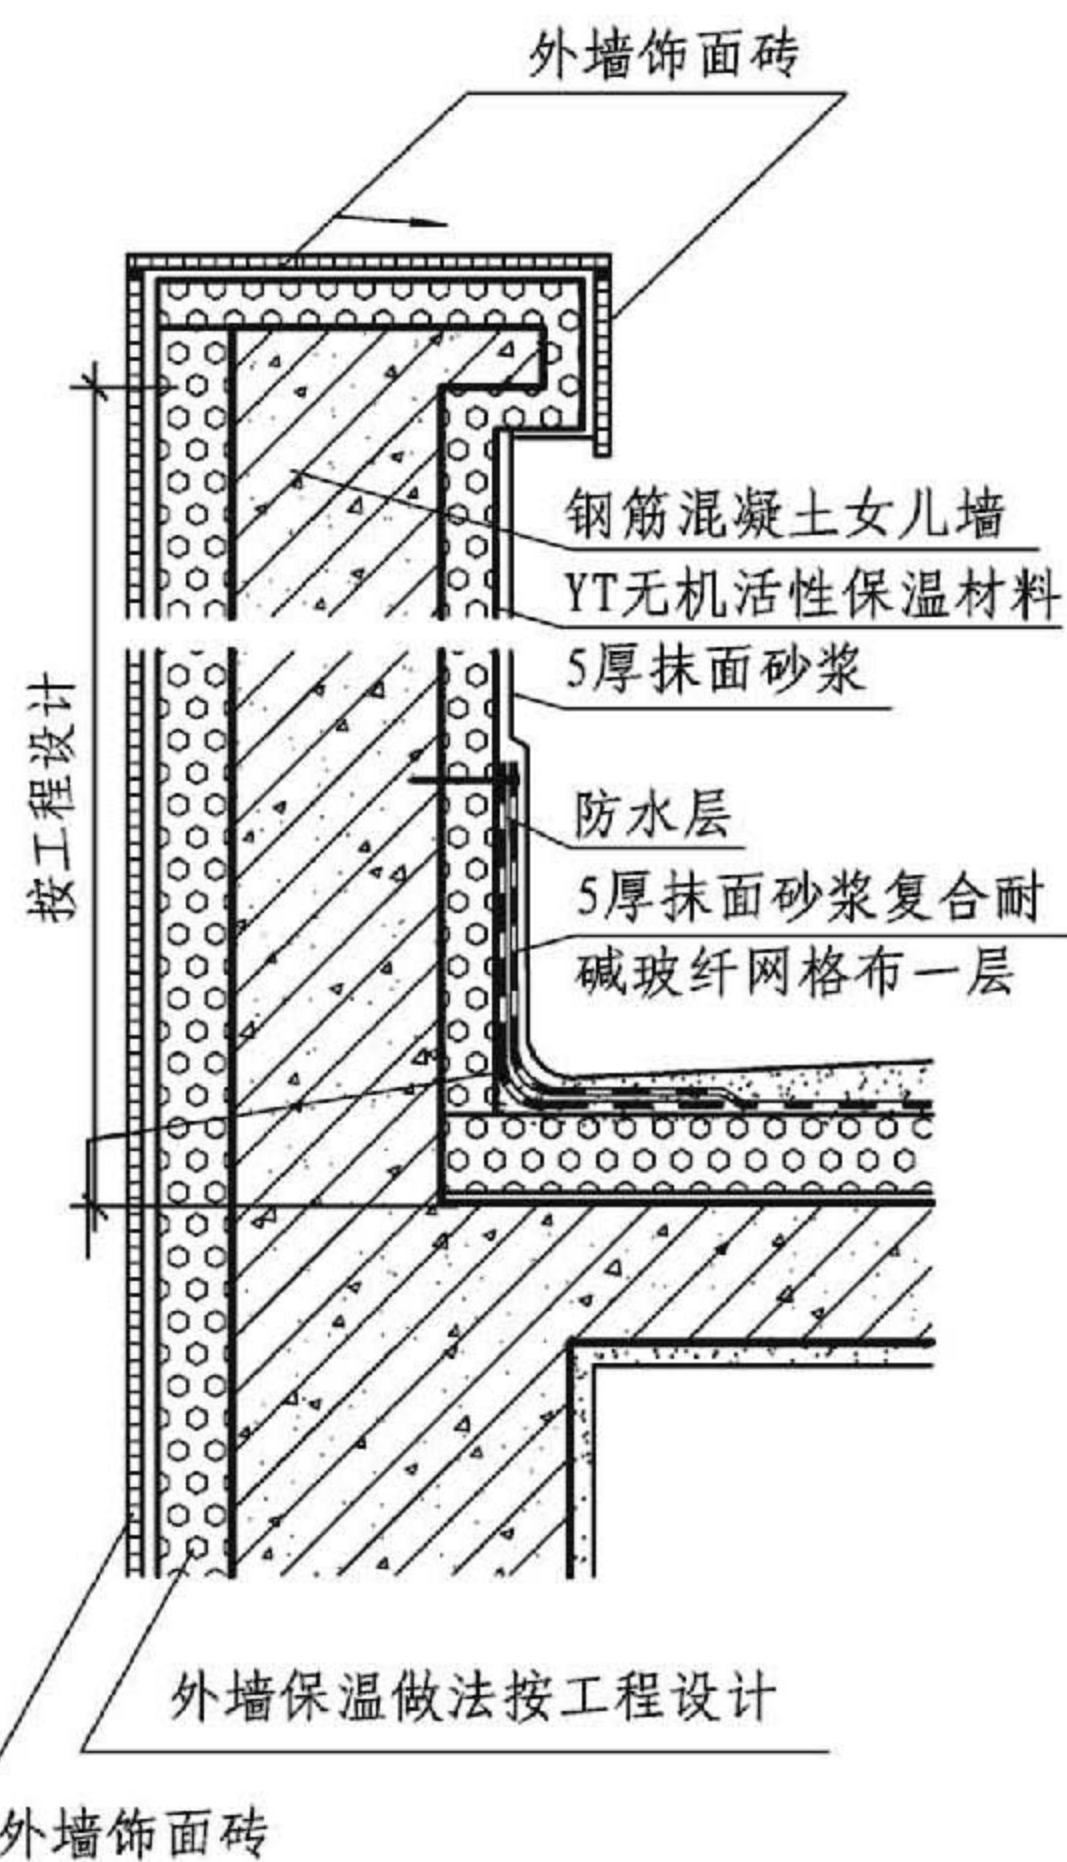 外墙饰面砖
钢筋混凝土女儿墙
YT无机活性保温材料
5厚抹面砂浆
按工程设计
防水层
5厚抹面砂浆复合耐
碱玻纤网格布一层
外墙保温做法按工程设计
外墙饰面砖